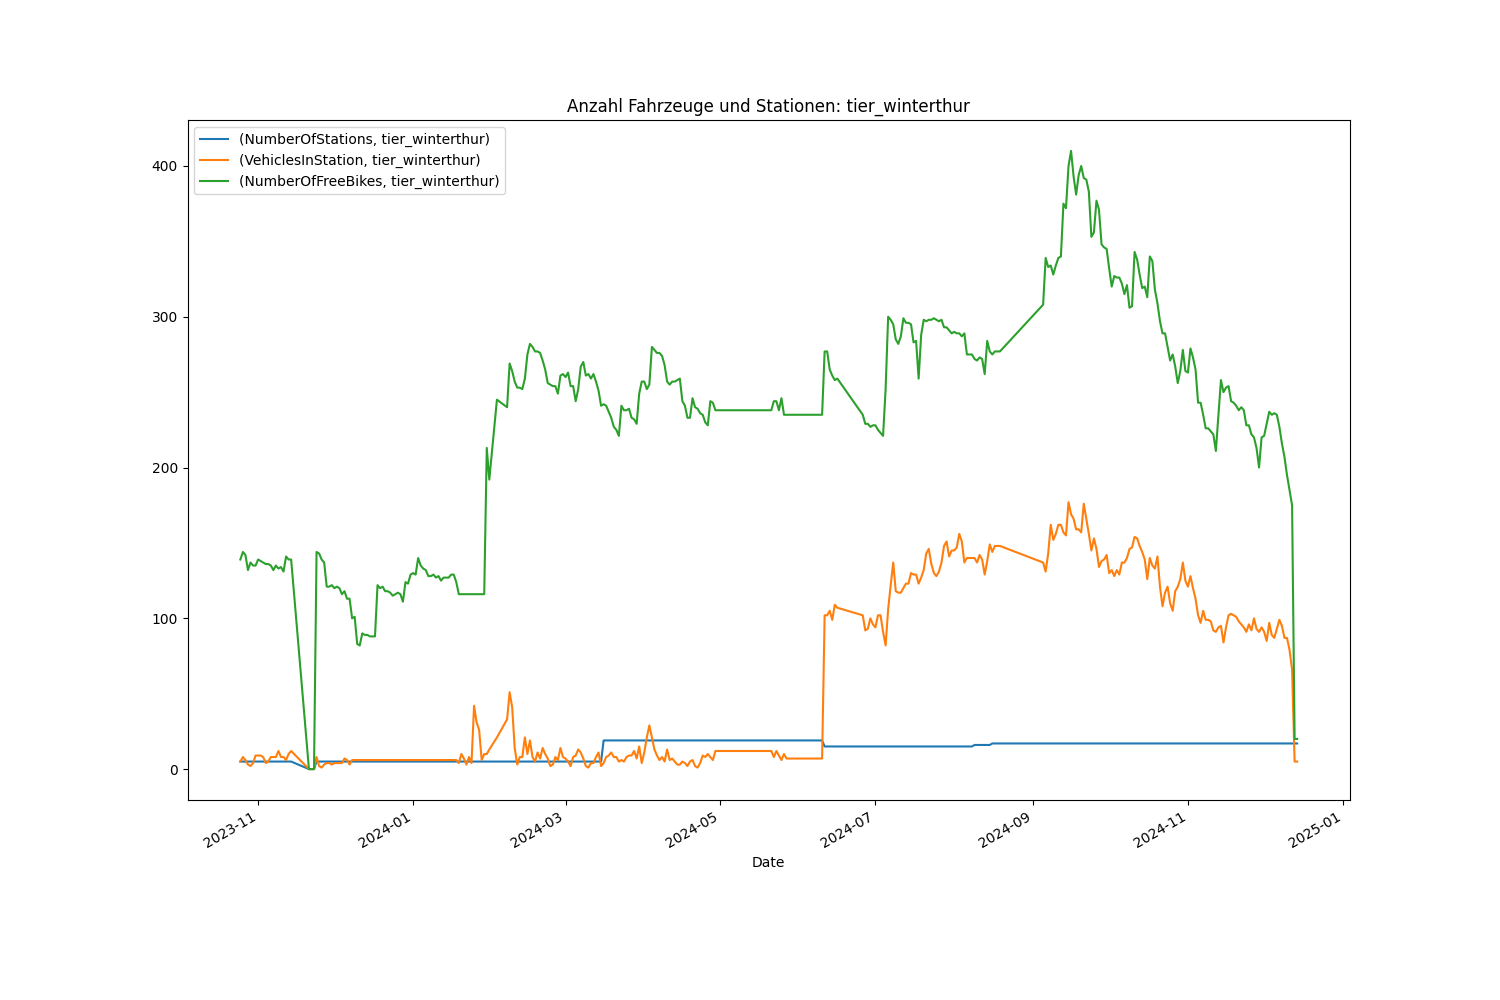 Anzahl Fahrzeuge und Stationen: tier_winterthur
(NumberOfStations, tier_winterthur)
(VehiclesInStation, tier_winterthur)
(NumberOfFreeBikes, tier_winterthur)
400
300
200
100
0
2023-11
2024-01
2024-03
2024-05
2024-07
2024-09
2024-11
2025-01
Date